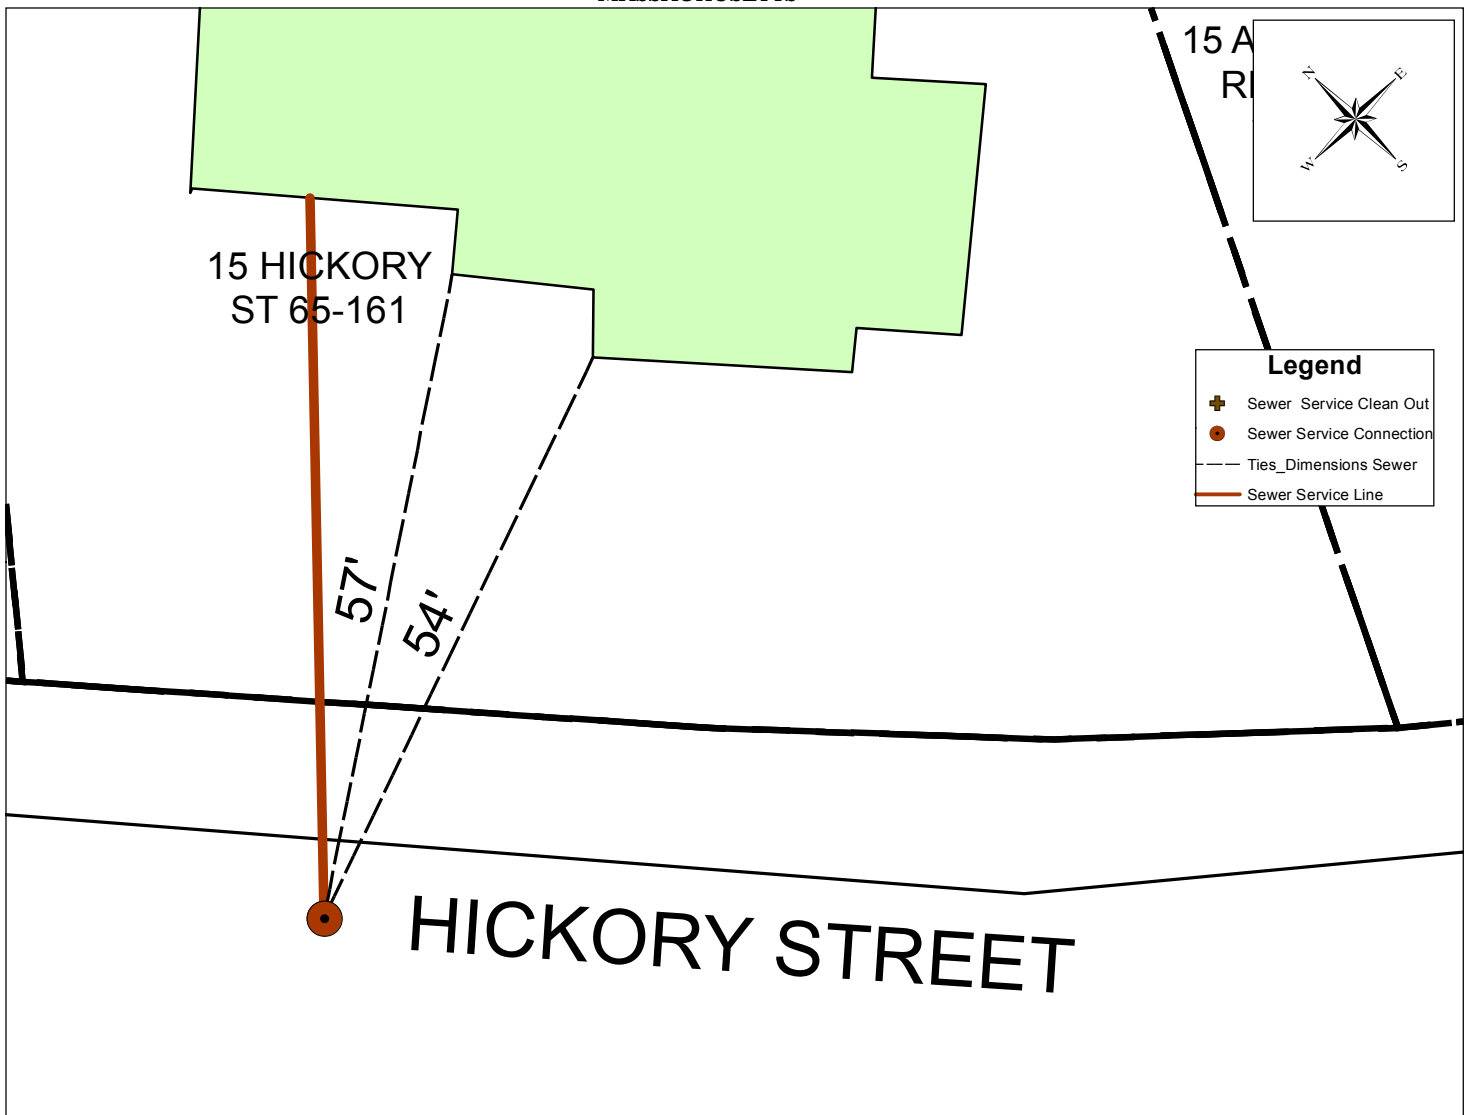 15 A
N
E
W
S
15 HICKORY
ST 65-161
Legend
Sewer Service Clean Out
Sewer Service Connection
Ties_Dimensions Sewer
Sewer Service Line
57'
54'
HICKORY STREET